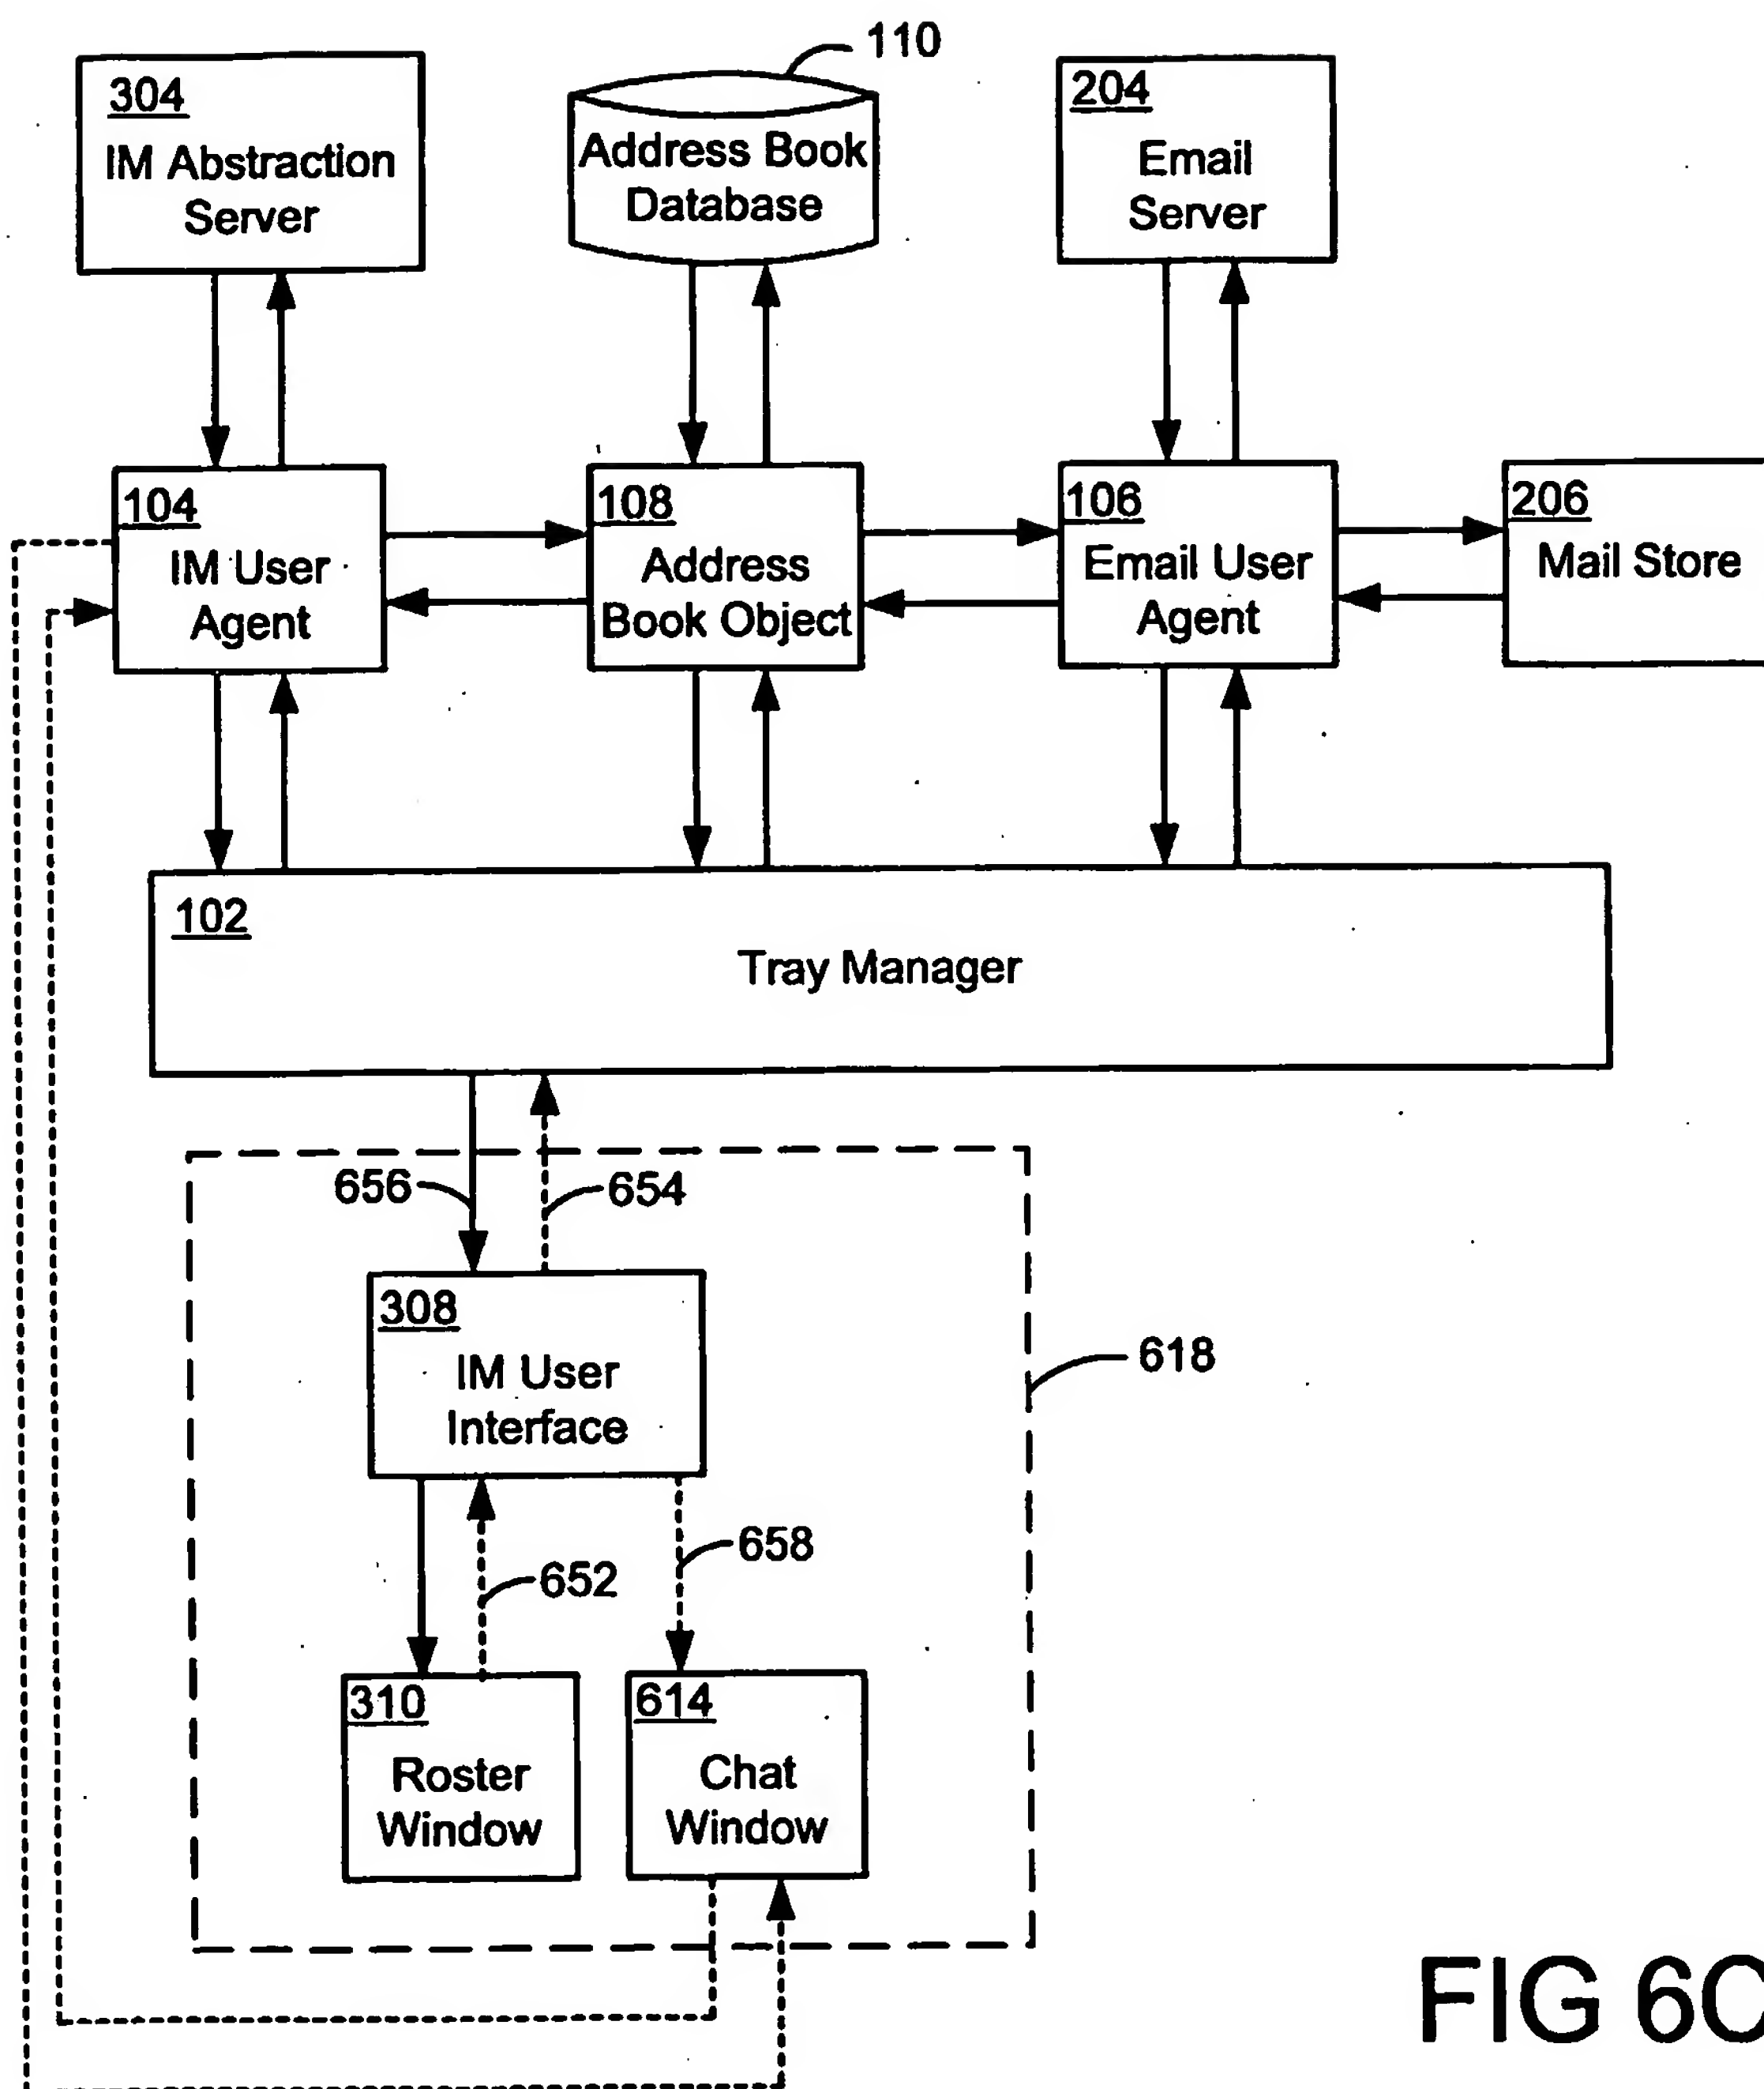 110
304
IM Abstraction
Server
Address Book
Database
204
Email
Server
104
IM User
Agent
108
Address
Book Object
106
Email User
Agent
206
Mail Store
102
Tray Manager
656
654
308
IM User
Interface
618
652
658
310
Roster
Window
614
Chat
Window
FIG 6C